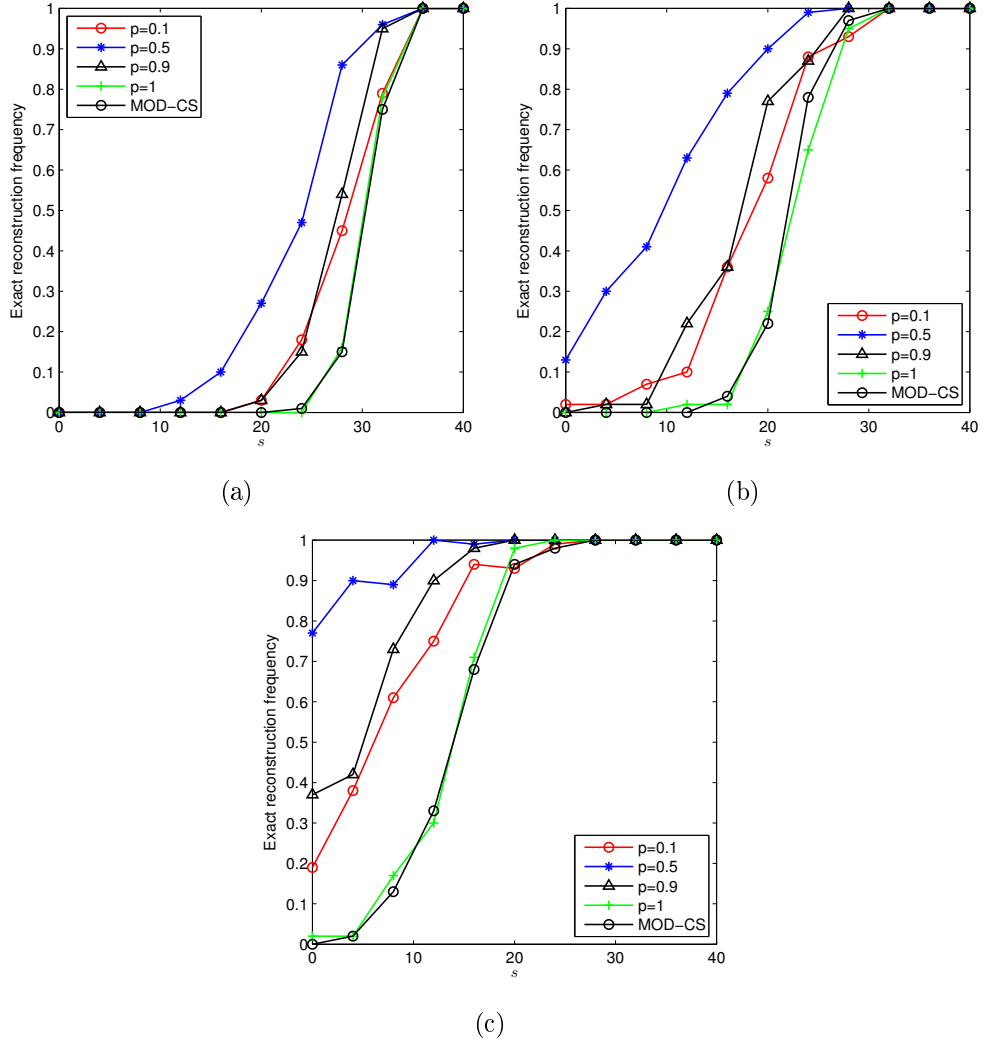 1
0.9
0.8
0.7
0.6
0.5
0.4
0.3
0.2
0.1
0
0
10
20
30
40
Exact reconstruction frequency
s
p=0.1
p=0.5
p=0.9
p=1
MOD−CS
(a)
1
0.9
0.8
0.7
0.6
0.5
0.4
0.3
0.2
0.1
0
0
10
20
30
40
Exact reconstruction frequency
s
p=0.1
p=0.5
p=0.9
p=1
MOD−CS
(b)
1
0.9
0.8
0.7
0.6
0.5
0.4
0.3
0.2
0.1
0
0
10
20
30
40
Exact reconstruction frequency
s
p=0.1
p=0.5
p=0.9
p=1
MOD−CS
(c)